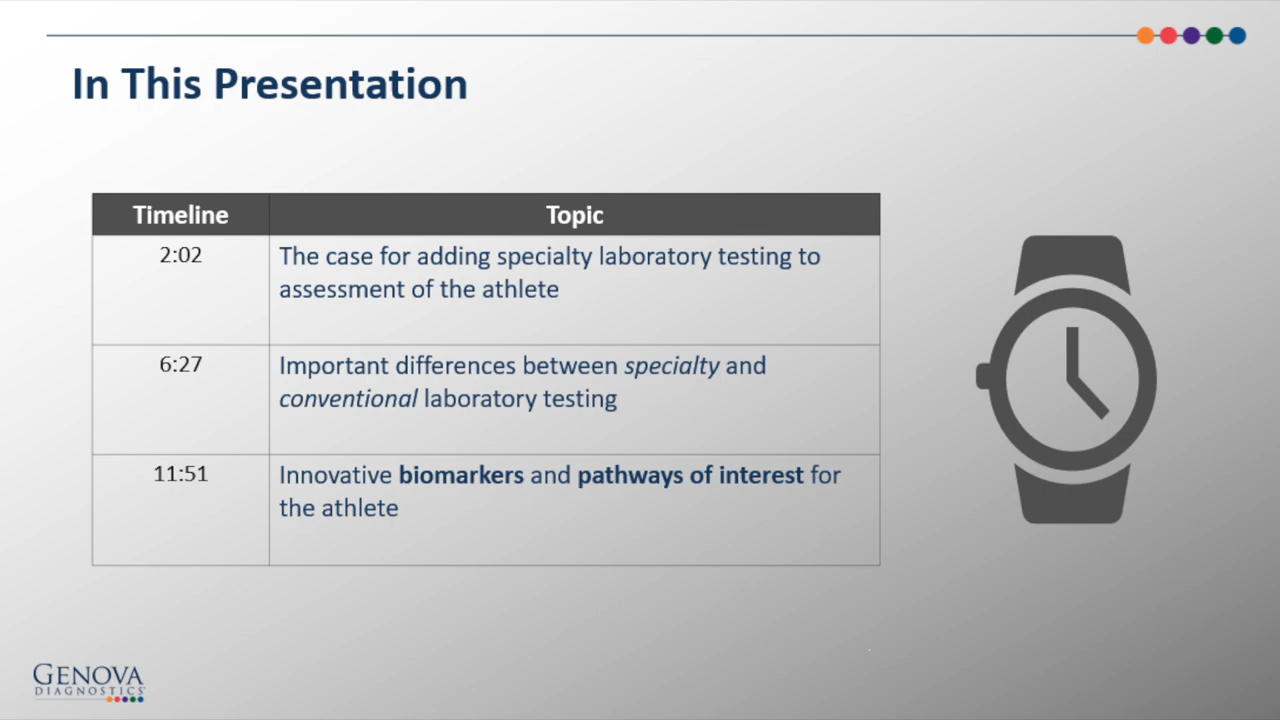 In This Presentation
Timeline
Topic
2:02
The case for adding specialty laboratory testing to
assessment of the athlete
6:27
Important differences between specialty and
conventional laboratory testing
11:51
Innovative biomarkers and pathways of interest for
the athlete
GENOVA
DIAGNOSTICS